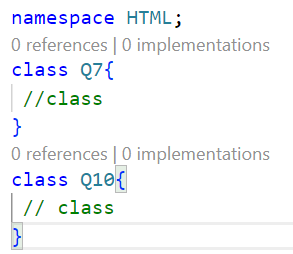 namespace HTML;
0 references | 0 implementations
class Q7{
//class
}
0 references | 0 implementations
class Q10{
// class
}